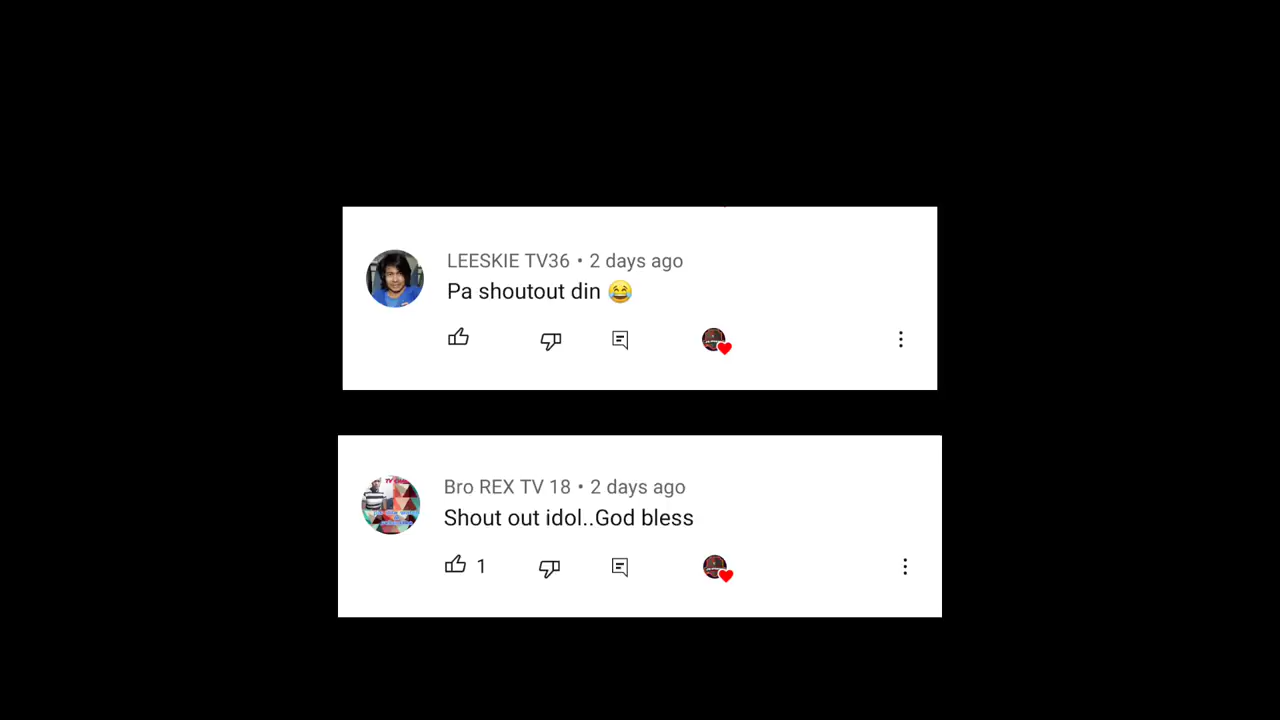 LEESKIE TV36 • 2 days ago
Pa shoutout din 😂
Bro REX TV 18 • 2 days ago
Shout out idol..God bless
1